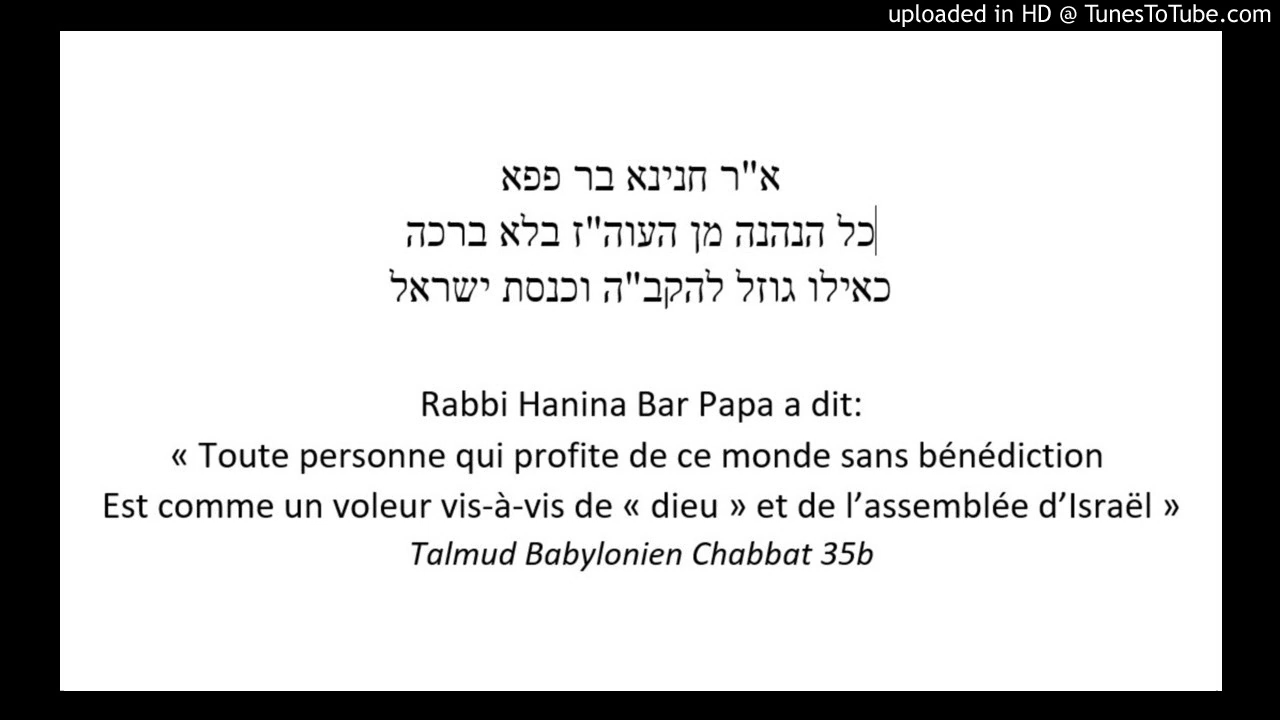 uploaded in HD @ TunesToTube.com
א"ר חנינא בר פפא
כל הנהנה מן העוה"ז בלא ברכה
כאילו גוזל להקב"ה וכנסת ישראל
Rabbi Hanina Bar Papa a dit:
« Toute personne qui profite de ce monde sans bénédiction
Est comme un voleur vis-à-vis de « dieu » et de l’assemblée d’Israël »
Talmud Babylonien Chabbat 35b